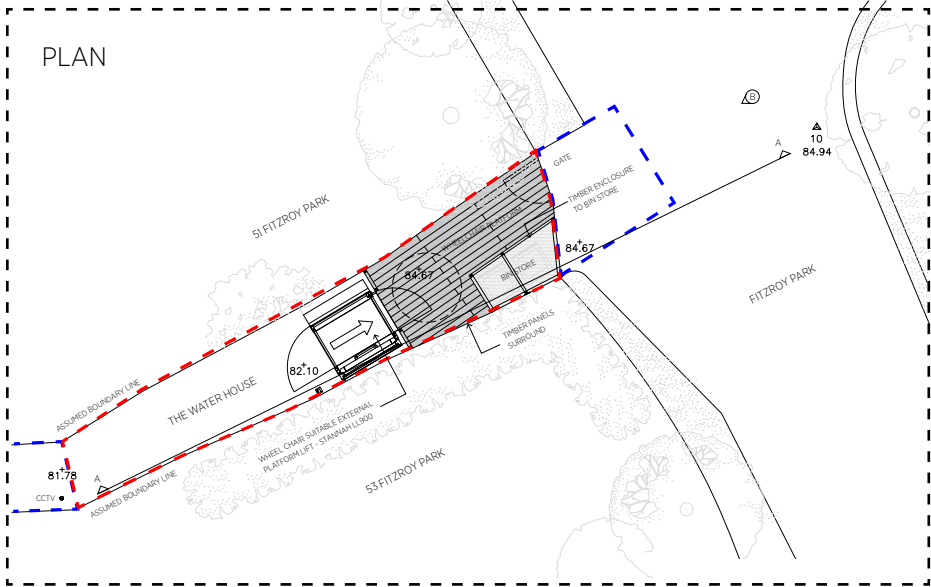 PLAN
B
10
84.94
A
GATE
TIMBER ENCLOSURE
TO BIN STORE
51 FITZROY PARK
WHEELCHAIR PLATFORM
84.67
84.67
BIN STORE
FITZROY PARK
TIMBER PANELS
SURROUND
82.10
ASSUMED BOUNDARY LINE
THE WATER HOUSE
WHEEL CHAIR SUITABLE EXTERNAL
PLATFORM LIFT - STANNAH LL900
53 FITZROY PARK
81.78
CCTV
A
ASSUMED BOUNDARY LINE